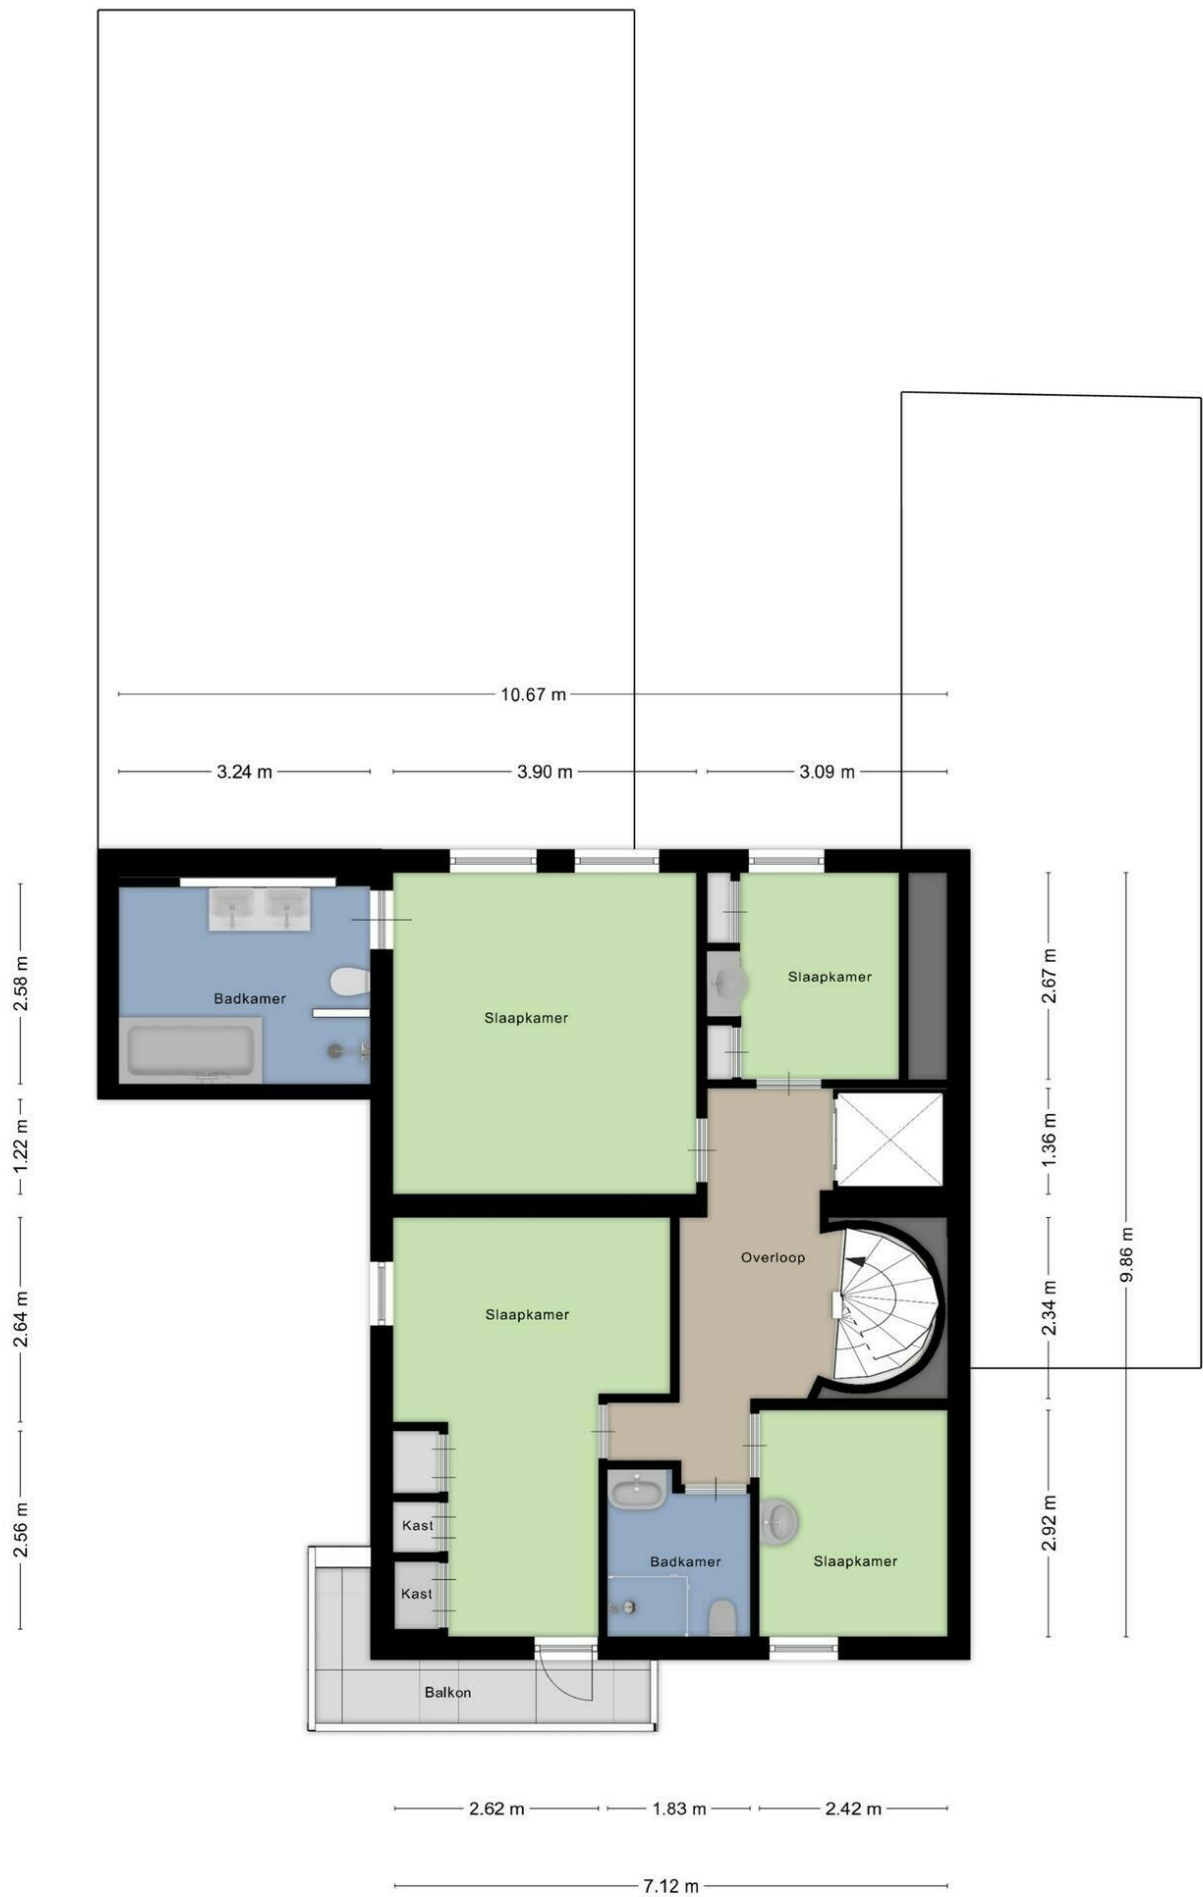 10.67 m
3.24 m
3.90 m
3.09 m
2.58 m
1.22 m
2.64 m
2.56 m
Badkamer
Slaapkamer
Slaapkamer
Overloop
Slaapkamer
Kast
Kast
Badkamer
Slaapkamer
Balkon
2.67 m
1.36 m
2.34 m
2.92 m
9.86 m
2.62 m
1.83 m
2.42 m
7.12 m